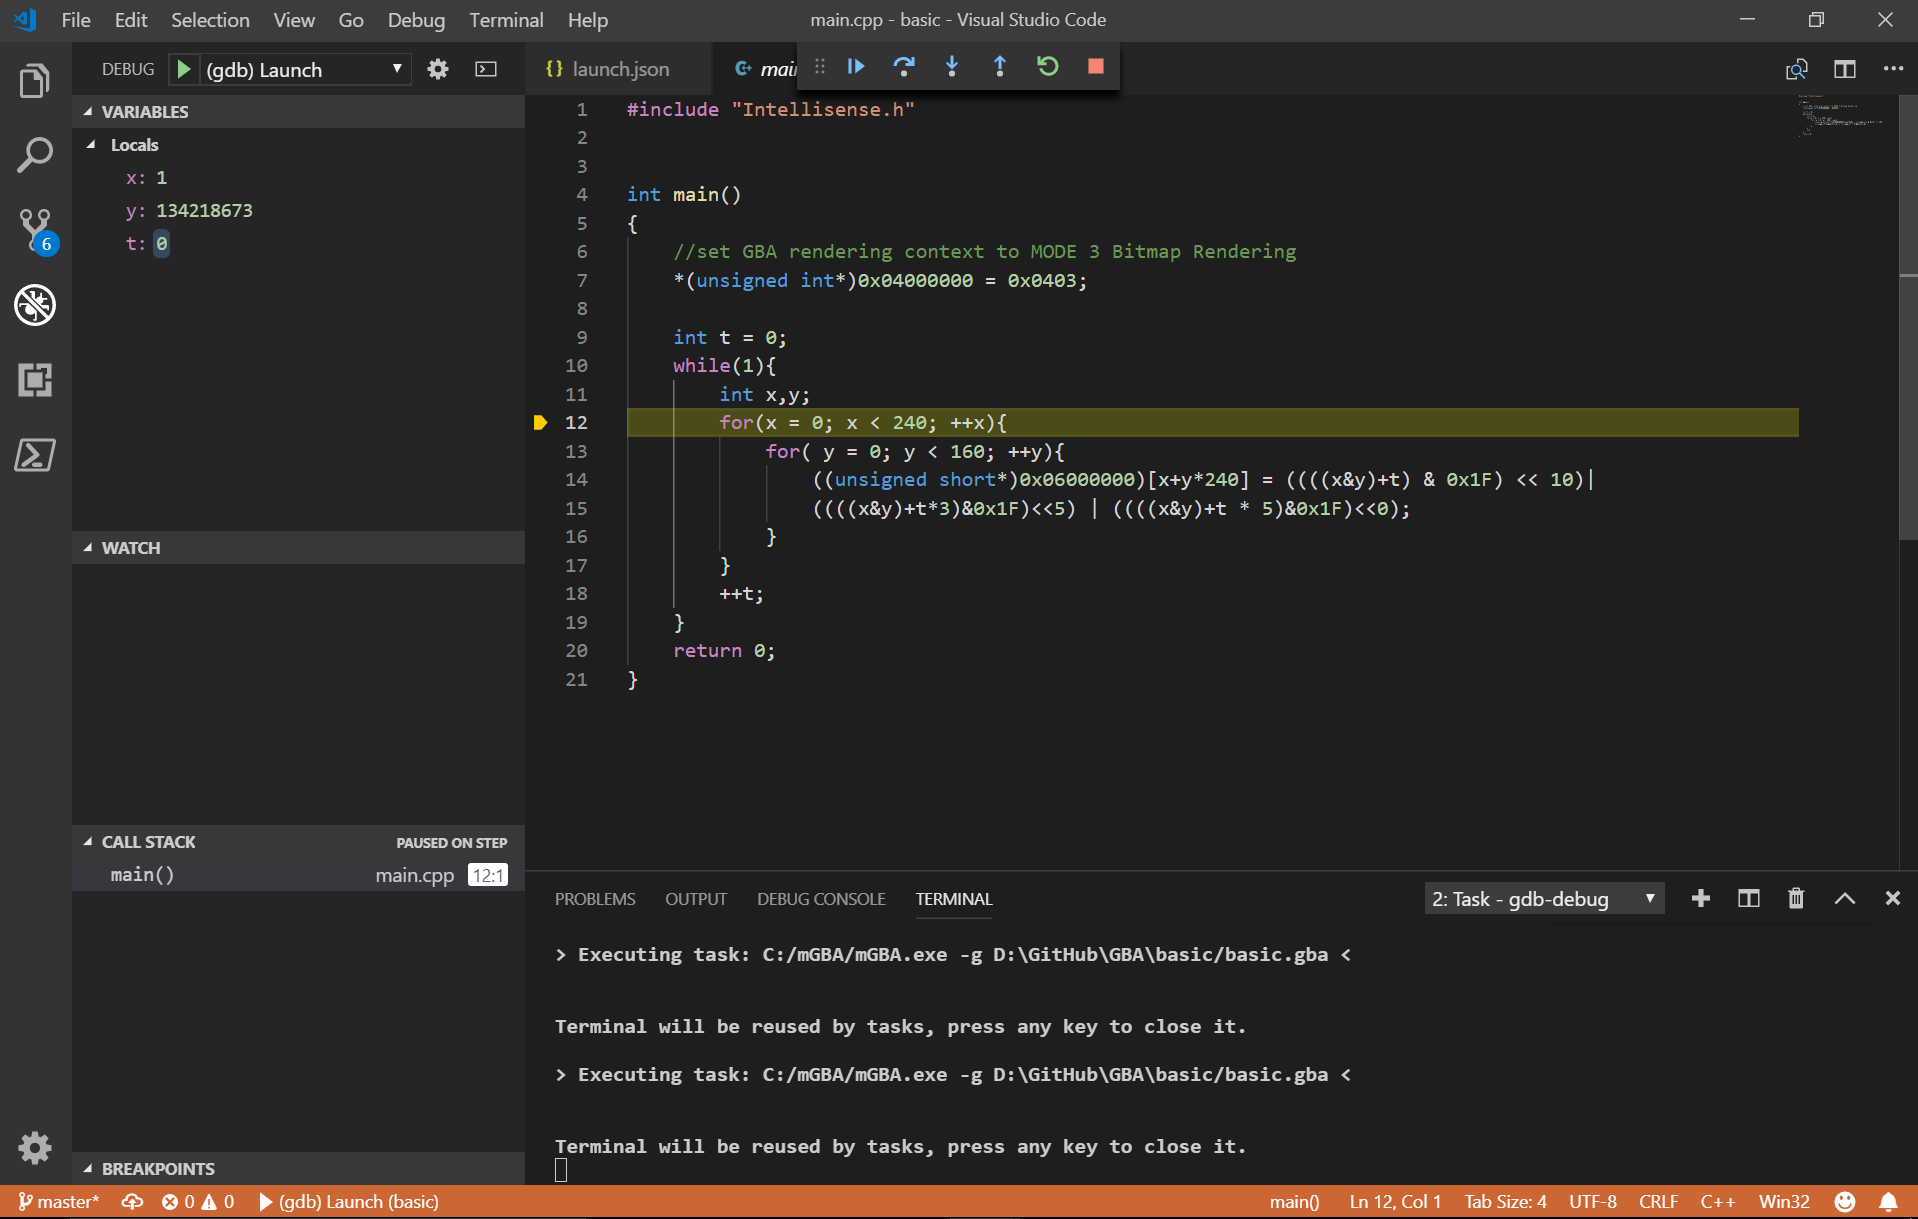 File Edit Selection View Go Debug Terminal Help
main.cpp - basic - Visual Studio Code
DEBUG (gdb) Launch
launch.json
mai
VARIABLES
Locals
x: 1
y: 134218673
t: 0
WATCH
CALL STACK PAUSED ON STEP
main() main.cpp 12:1
BREAKPOINTS
6
1 #include "Intellisense.h"
2
3
4 int main()
5 {
6 //set GBA rendering context to MODE 3 Bitmap Rendering
7 *(unsigned int*)0x04000000 = 0x0403;
8
9 int t = 0;
10 while(1){
11 int x,y;
12 for(x = 0; x < 240; ++x){
13 for( y = 0; y < 160; ++y){
14 ((unsigned short*)0x06000000)[x+y*240] = ((((x&y)+t) & 0x1F) << 10)|
15 ((((x&y)+t*3)&0x1F)<<5) | ((((x&y)+t * 5)&0x1F)<<0);
16 }
17 }
18 ++t;
19 }
20 return 0;
21 }
PROBLEMS OUTPUT DEBUG CONSOLE TERMINAL
2: Task - gdb-debug
> Executing task: C:/mGBA/mGBA.exe -g D:\GitHub\GBA\basic/basic.gba <
Terminal will be reused by tasks, press any key to close it.
> Executing task: C:/mGBA/mGBA.exe -g D:\GitHub\GBA\basic/basic.gba <
Terminal will be reused by tasks, press any key to close it.
master* 0 0 (gdb) Launch (basic) main() Ln 12, Col 1 Tab Size: 4 UTF-8 CRLF C++ Win32